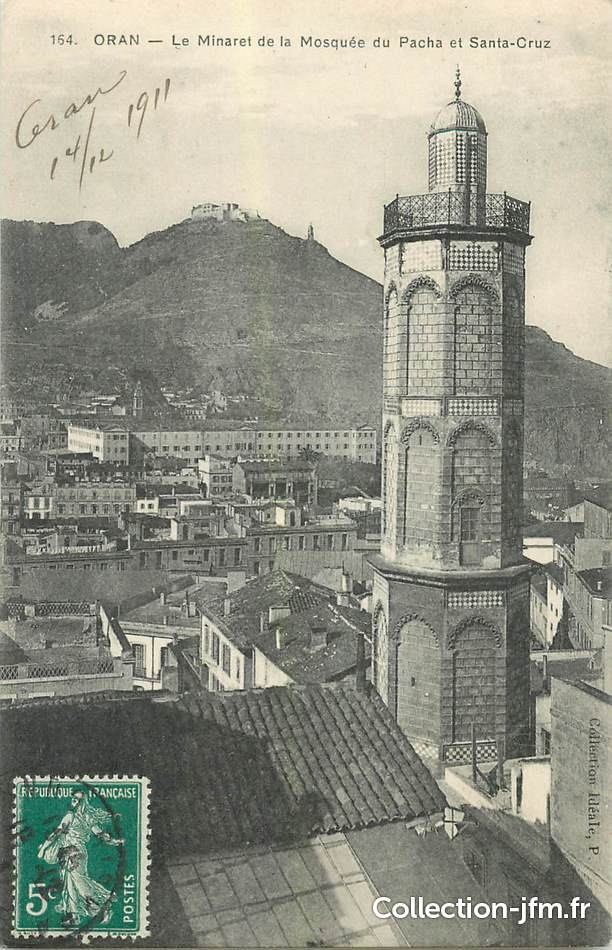 164. ORAN — Le Minaret de la Mosquée du Pacha et Santa-Cruz
Oran
14/12 1911
Collection Idéale, P.
RÉPUBLIQUE FRANÇAISE
5c
POSTES
Collection-jfm.fr